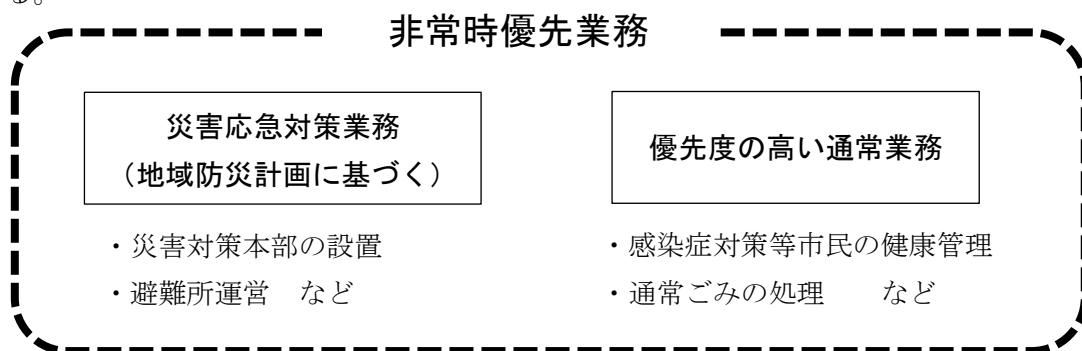 る。
非常時優先業務
災害応急対策業務
（地域防災計画に基づく）
・災害対策本部の設置
・避難所運営　など
優先度の高い通常業務
・感染症対策等市民の健康管理
・通常ごみの処理　　など